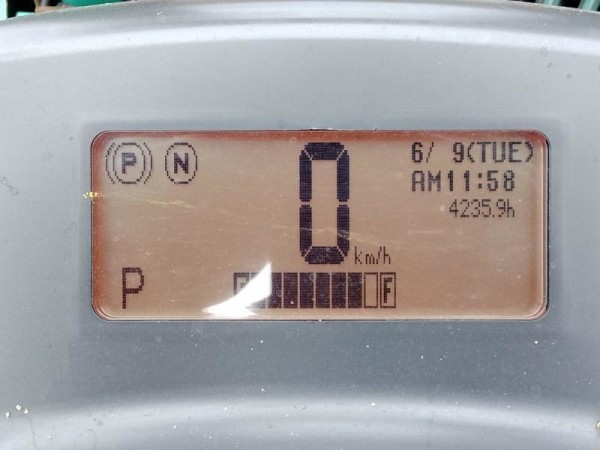 P N
6/ 9(TUE)
AM11:58
4235.9h
0 km/h
P
F